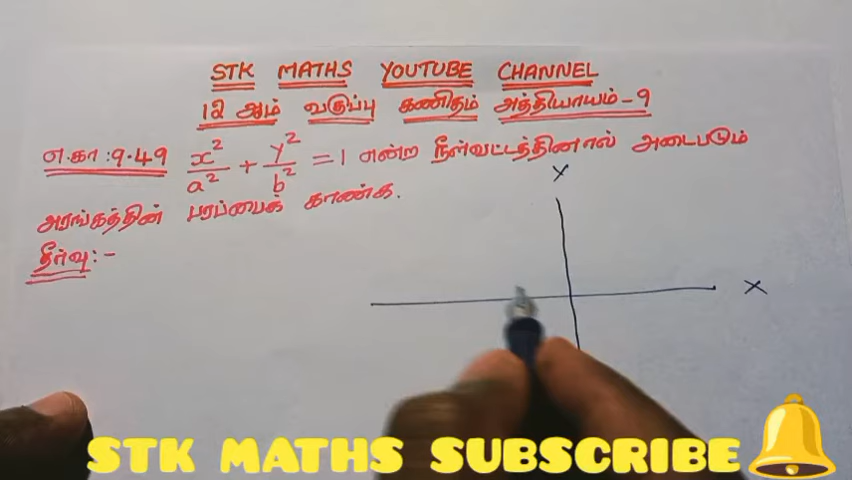 STK MATHS YOUTUBE CHANNEL
12 ஆம் வகுப்பு கணிதம் அத்தியாயம் - 9
எ.கா : 9.49 x²/a² + y²/b² = 1 என்ற நீள்வட்டத்தினால் அடைபடும்
அரங்கத்தின் பரப்பைக் காண்க.
தீர்வு :-
Y
X
STK MATHS SUBSCRIBE